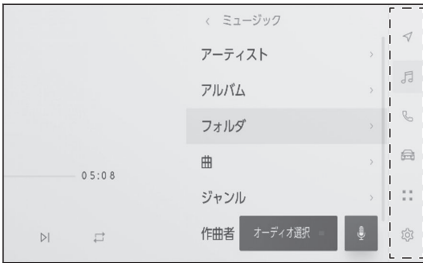 ミュージック
アーティスト
アルバム
フォルダ
曲
05:08
ジャンル
作曲者
オーディオ選択